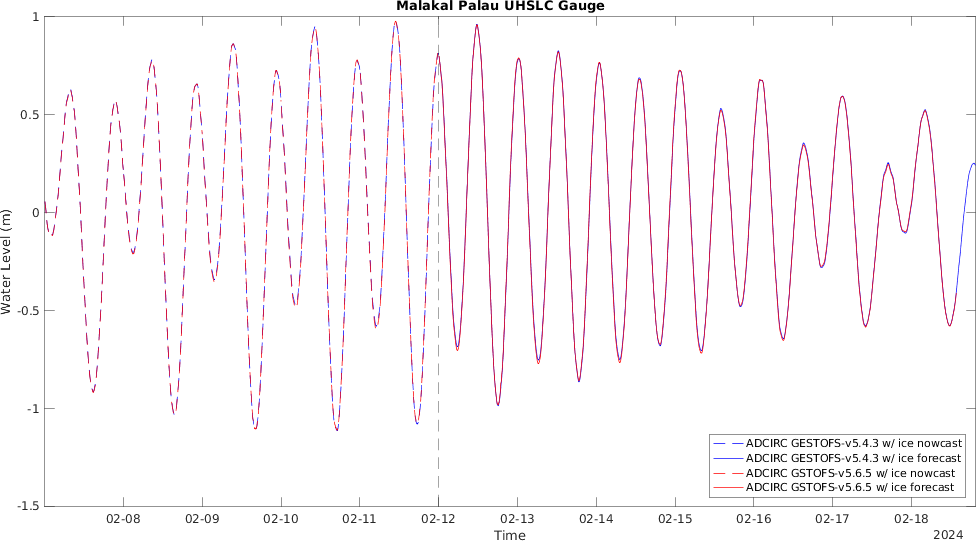 Malakal Palau UHSLC Gauge
1
0.5
0
-0.5
-1
-1.5
Water Level (m)
ADCIRC GESTOFS-v5.4.3 w/ ice nowcast
ADCIRC GESTOFS-v5.4.3 w/ ice forecast
ADCIRC GSTOFS-v5.6.5 w/ ice nowcast
ADCIRC GSTOFS-v5.6.5 w/ ice forecast
02-08 02-09 02-10 02-11 02-12 02-13 02-14 02-15 02-16 02-17 02-18
Time
2024